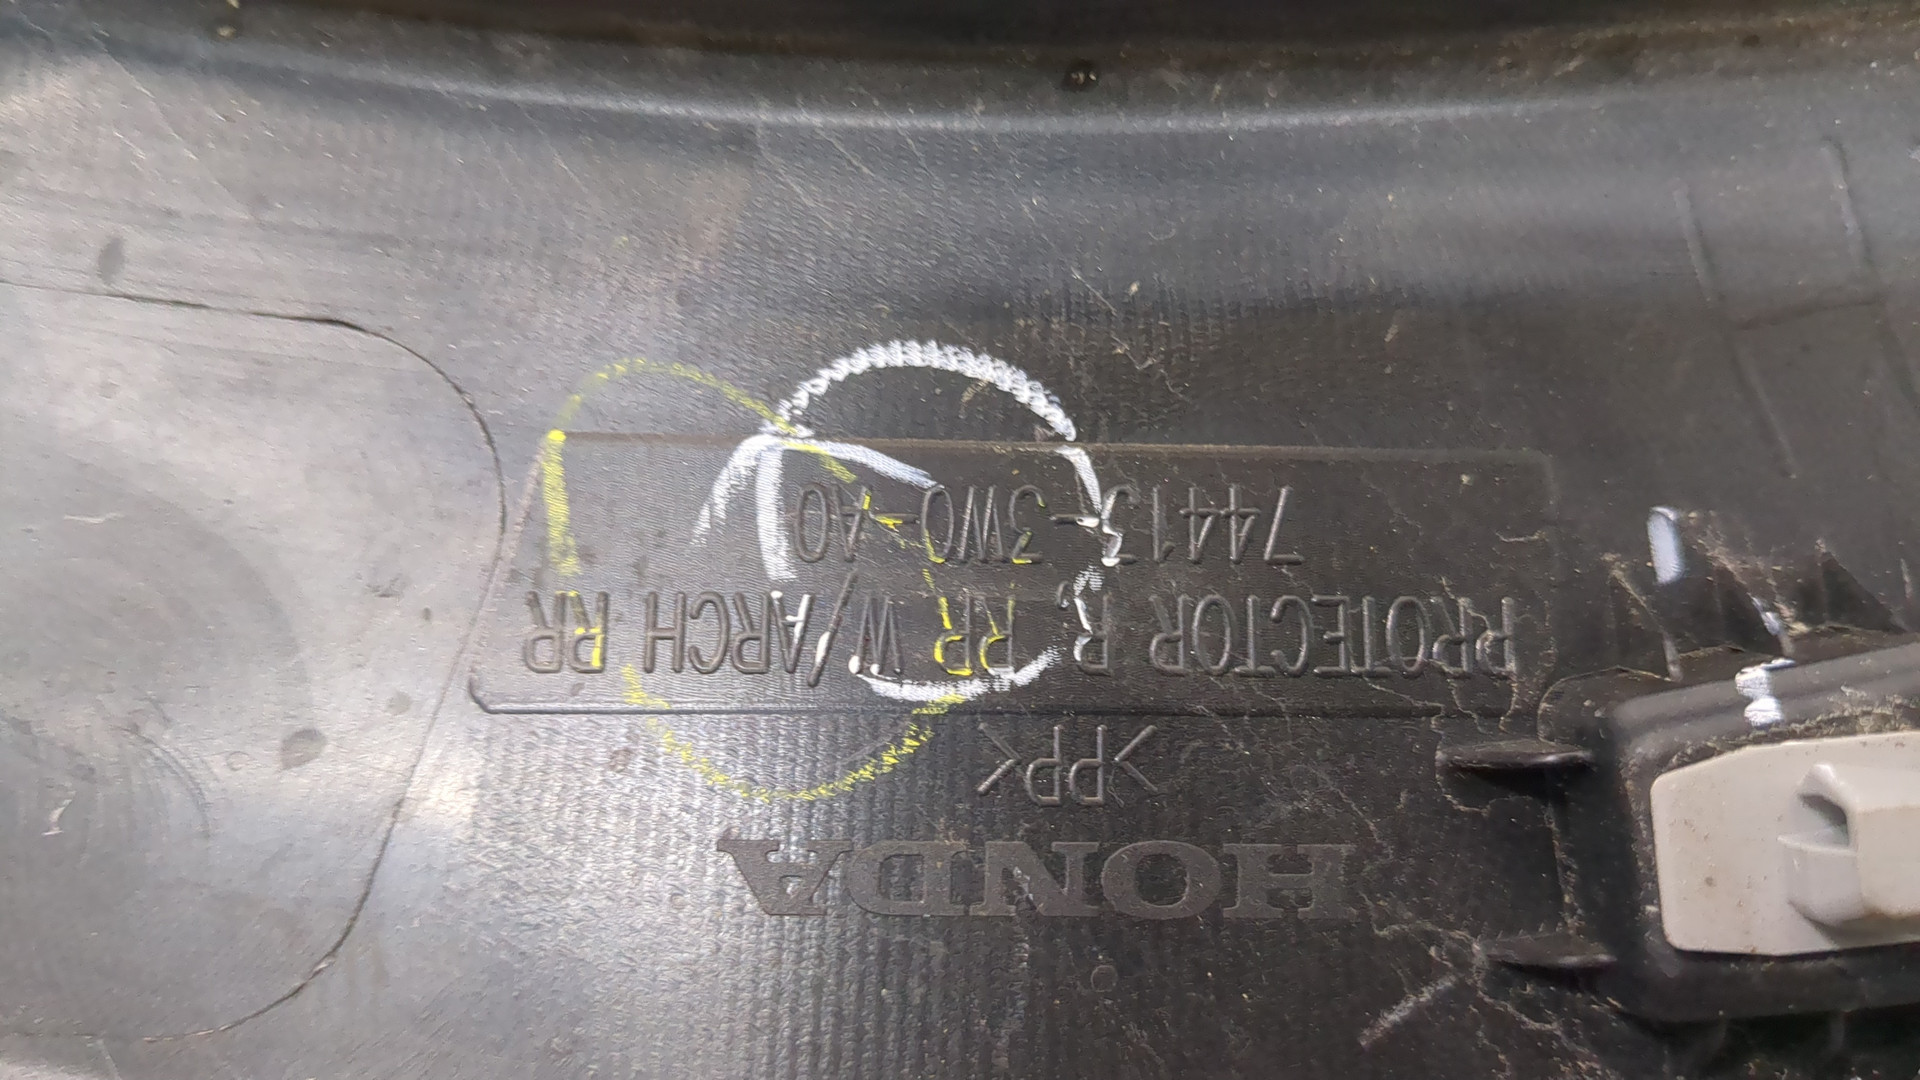 HONDA
>PP<
PROTECTOR R, RR W/ARCH RR
74413-3W0-A0